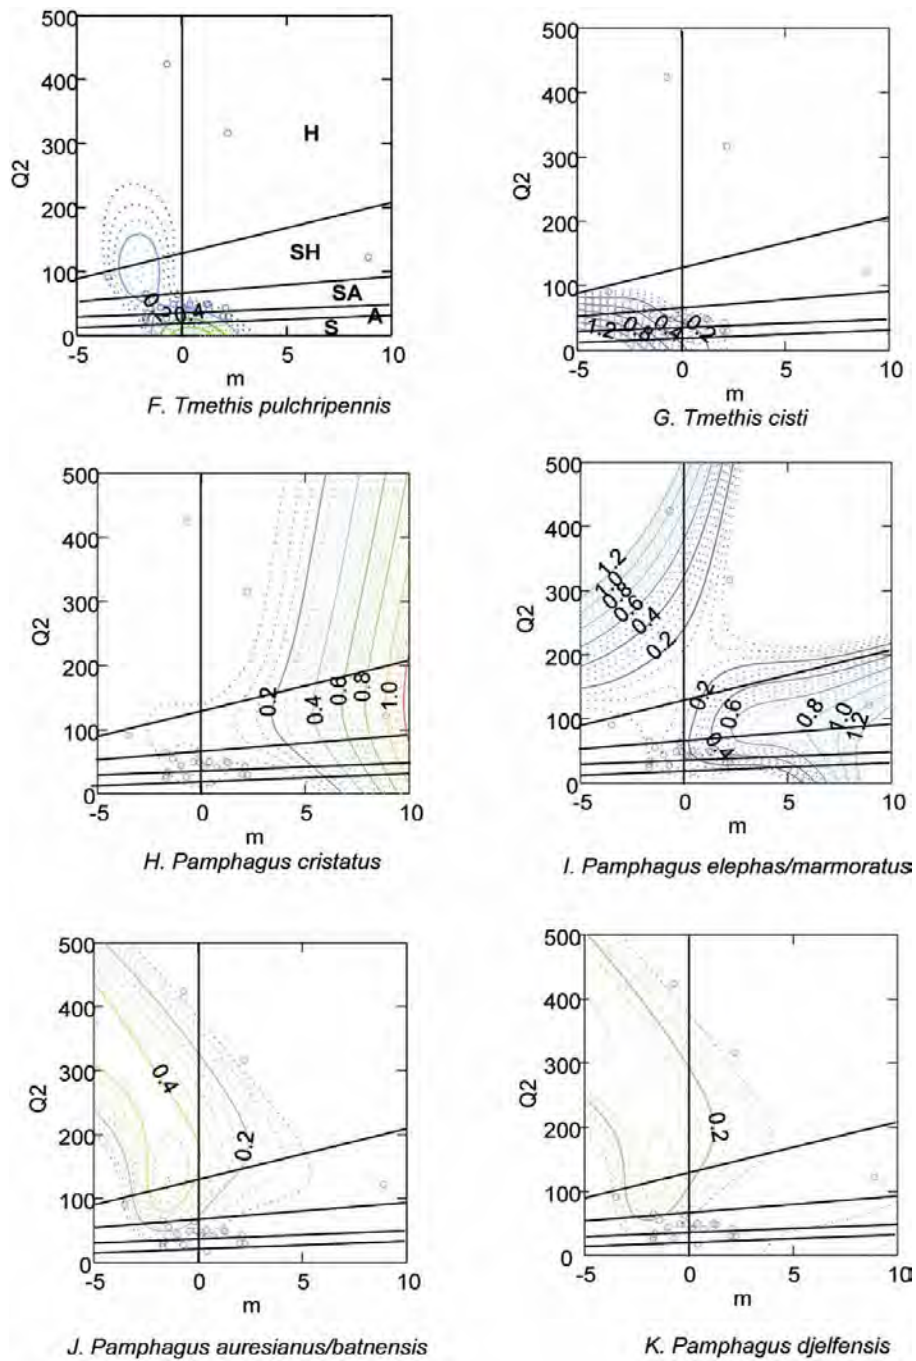 500
400
300
200
100
0
Q2
H
SH
SA
A
S
0.4
-5 0 5 10
m
F. Tmethis pulchripennis
500
400
300
200
100
0
Q2
1.2 0.8 0.4 0.2
-5 0 5 10
m
G. Tmethis cisti
500
400
300
200
100
0
Q2
0.2 0.4 0.6 0.8 1.0
-5 0 5 10
m
H. Pamphagus cristatus
500
400
300
200
100
0
Q2
1.2
1.0
0.8
0.6
0.4
0.2
0.2
0.6
0.4
0.8
1.0
1.2
-5 0 5 10
m
I. Pamphagus elephas/marmoratus
500
400
300
200
100
0
Q2
0.4
0.2
-5 0 5 10
m
J. Pamphagus auresianus/batnensis
500
400
300
200
100
0
Q2
0.2
-5 0 5 10
m
K. Pamphagus djelfensis